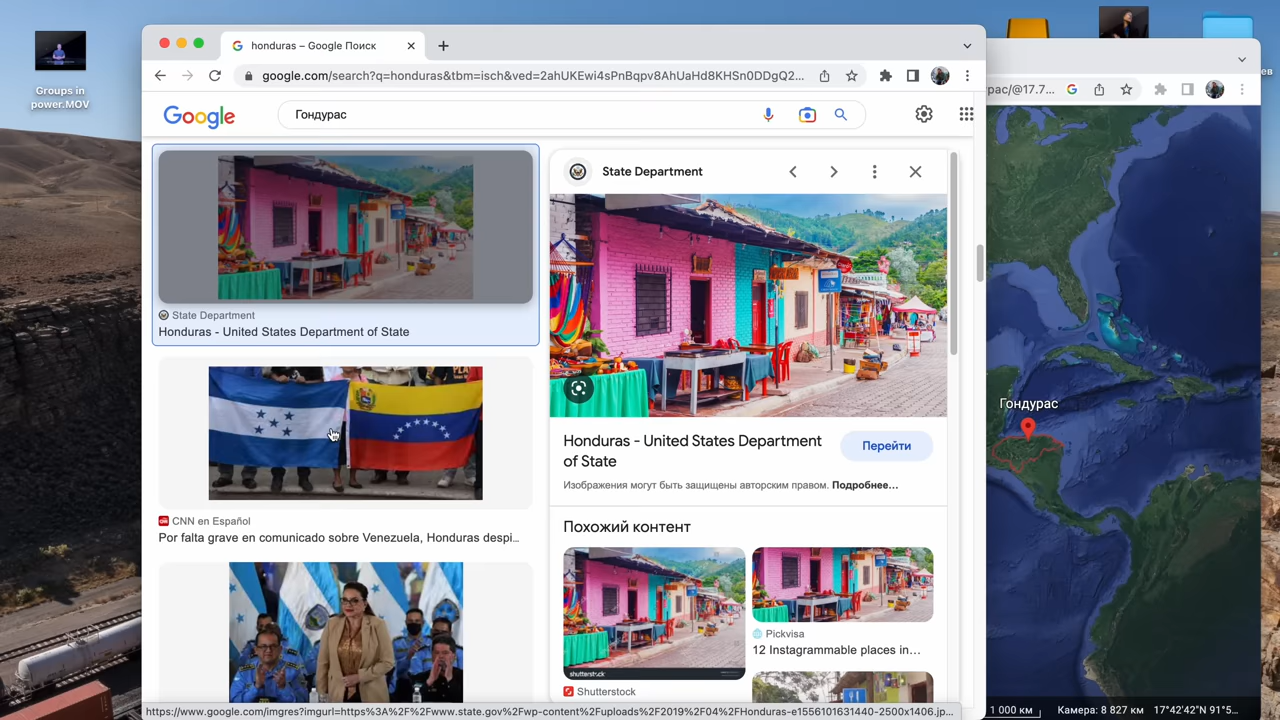 Groups in
power.MOV
honduras – Google Поиск
google.com/search?q=honduras&tbm=isch&ved=2ahUKEwi4sPnBqpv8AhUaHd8KHSn0DDgQ2...
рас/@17.7...
ев
Google
Гондурас
State Department
Honduras - United States Department of State
CNN en Español
Por falta grave en comunicado sobre Venezuela, Honduras despi...
State Department
Honduras - United States Department
of State
Перейти
Изображения могут быть защищены авторским правом. Подробнее...
Похожий контент
shutterstock
Shutterstock
Pickvisa
12 Instagrammable places in...
Гондурас
1 000 км
Камера: 8 827 км
17°42'42"N 91°5...
https://www.google.com/imgres?imgurl=https%3A%2F%2Fwww.state.gov%2Fwp-content%2Fuploads%2F2019%2F04%2FHonduras-e1556101631440-2500x1406.jp...